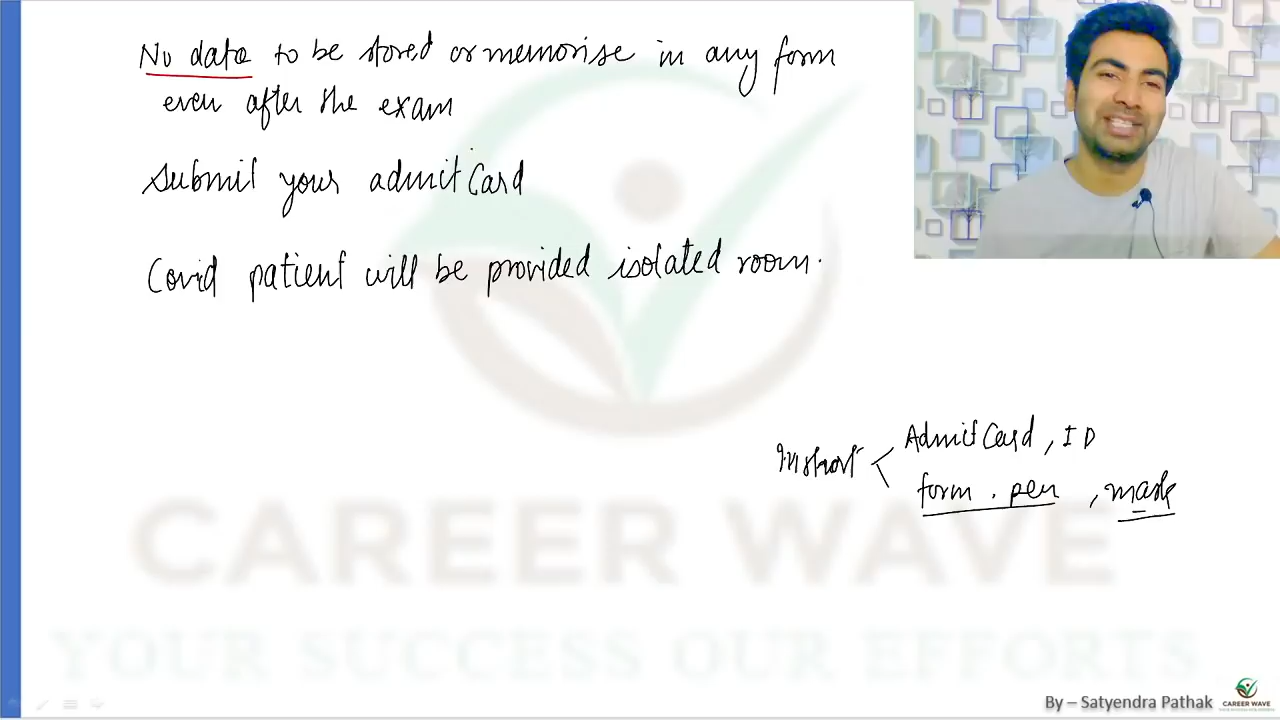 No data to be stored or memorise in any form
even after the exam
Submit your admit Card
Covid patient will be provided isolated room.
Admit Card, ID
form. pen, mask
CAREER WAVE
YOUR SUCCESS OUR EFFORTS
By – Satyendra Pathak
CAREER WAVE